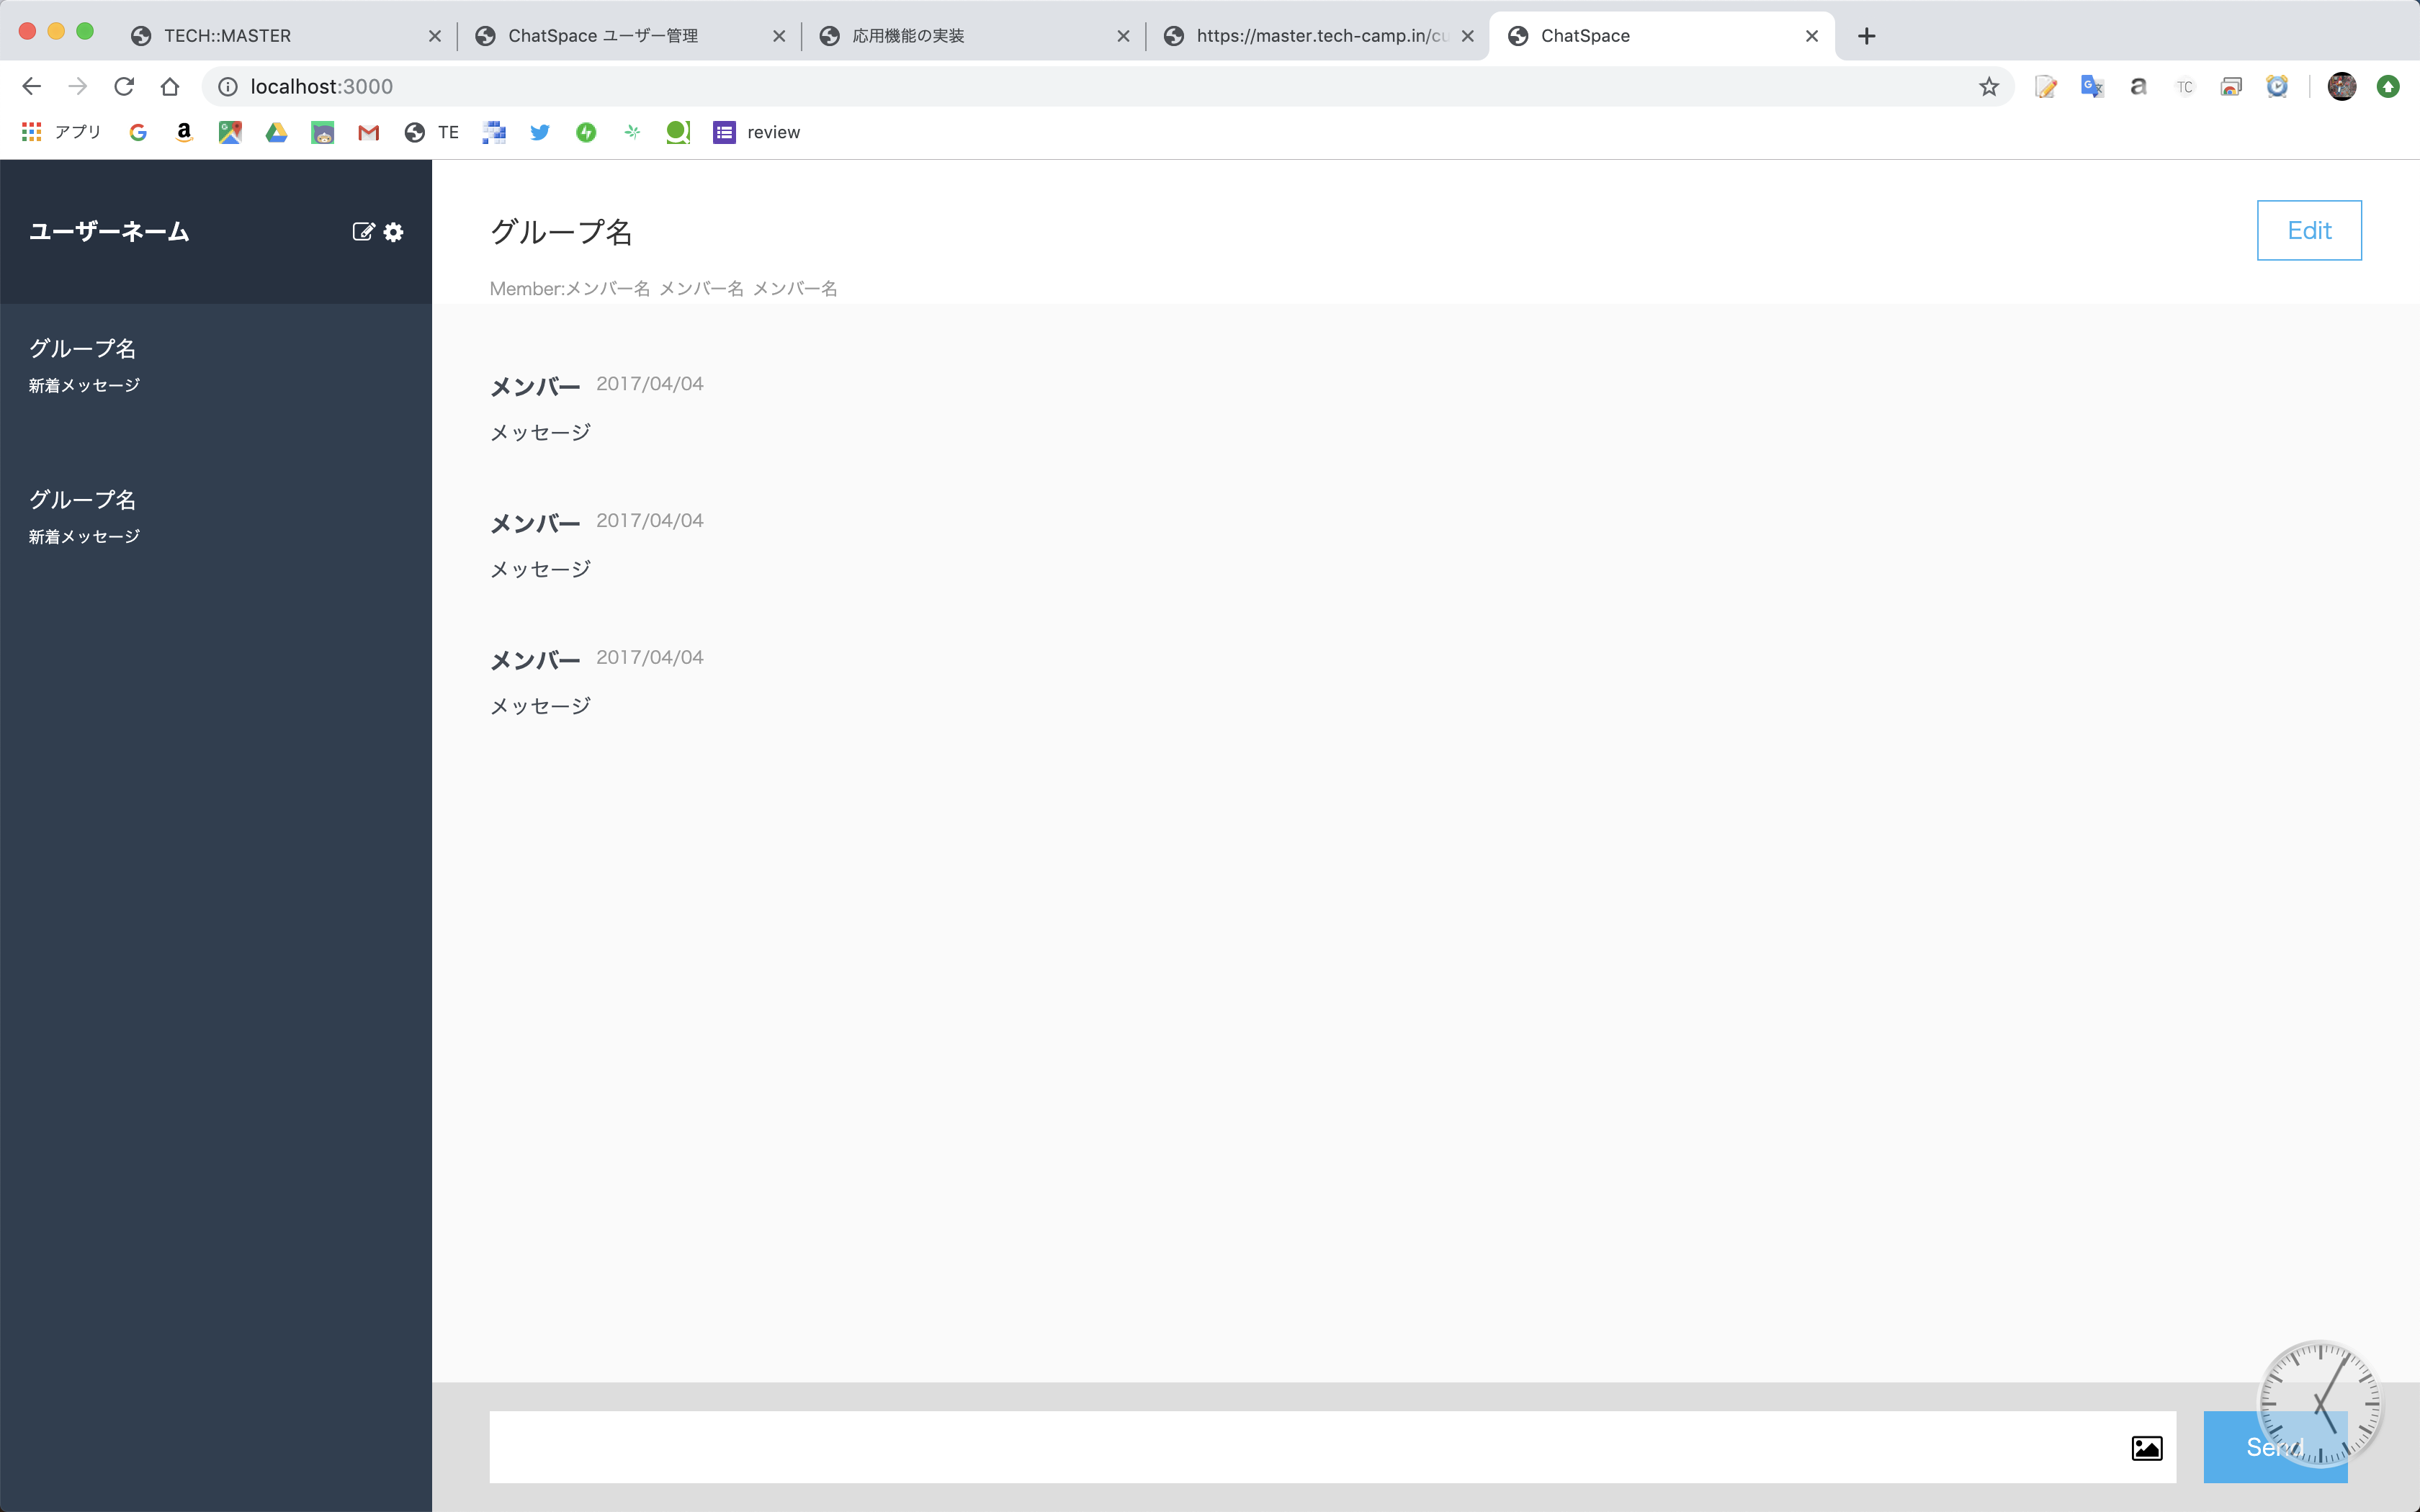 TECH::MASTER
ChatSpace ユーザー管理
応用機能の実装
https://master.tech-camp.in/cu
ChatSpace
localhost:3000
TC
アプリ
TE
review
ユーザーネーム
グループ名
新着メッセージ
グループ名
新着メッセージ
グループ名
Edit
Member:メンバー名 メンバー名 メンバー名
メンバー 2017/04/04
メッセージ
メンバー 2017/04/04
メッセージ
メンバー 2017/04/04
メッセージ
Send